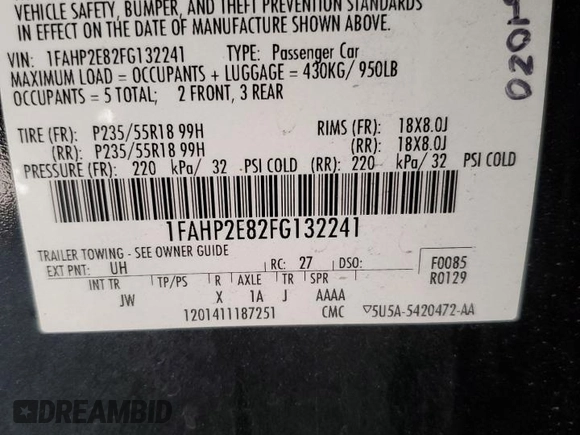 VEHICLE SAFETY, BUMPER, AND THEFT PREVENTION STANDARDS
IN EFFECT ON THE DATE OF MANUFACTURE SHOWN ABOVE.
VIN: 1FAHP2E82FG132241 TYPE: Passenger Car
MAXIMUM LOAD = OCCUPANTS + LUGGAGE = 430KG/ 950LB
OCCUPANTS = 5 TOTAL; 2 FRONT, 3 REAR
TIRE (FR): P235/55R18 99H RIMS (FR): 18X8.0J
(RR): P235/55R18 99H (RR): 18X8.0J
PRESSURE (FR): 220 kPa/ 32 PSI COLD (RR): 220 kPa/ 32 PSI COLD
1FAHP2E82FG132241
TRAILER TOWING - SEE OWNER GUIDE
EXT PNT: UH RC: 27 DSO: F0085
INT TR TP/PS R AXLE TR SPR R0129
JW X 1A J AAAA
1201411187251 CMC ▽5U5A-5420472-AA
1020
DREAMBID